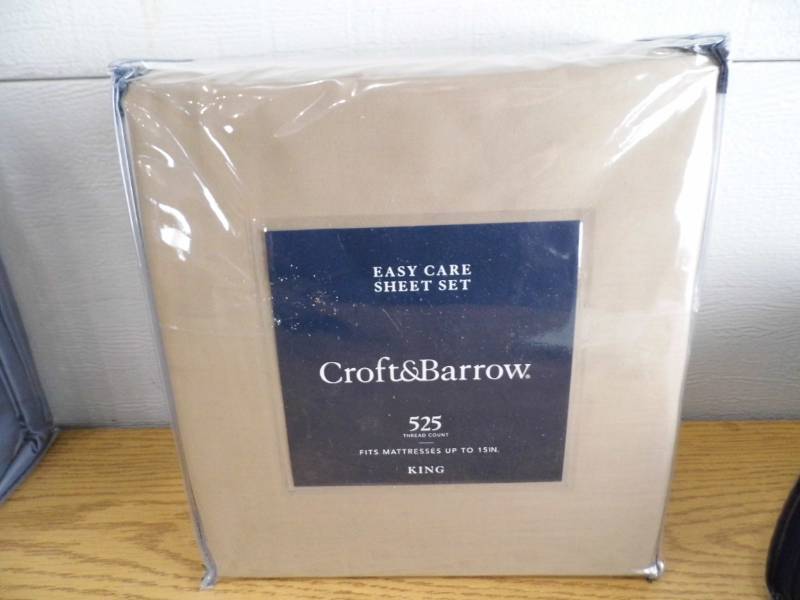 EASY CARE
SHEET SET
Croft&Barrow®
525
THREAD COUNT
FITS MATTRESSES UP TO 15IN.
KING